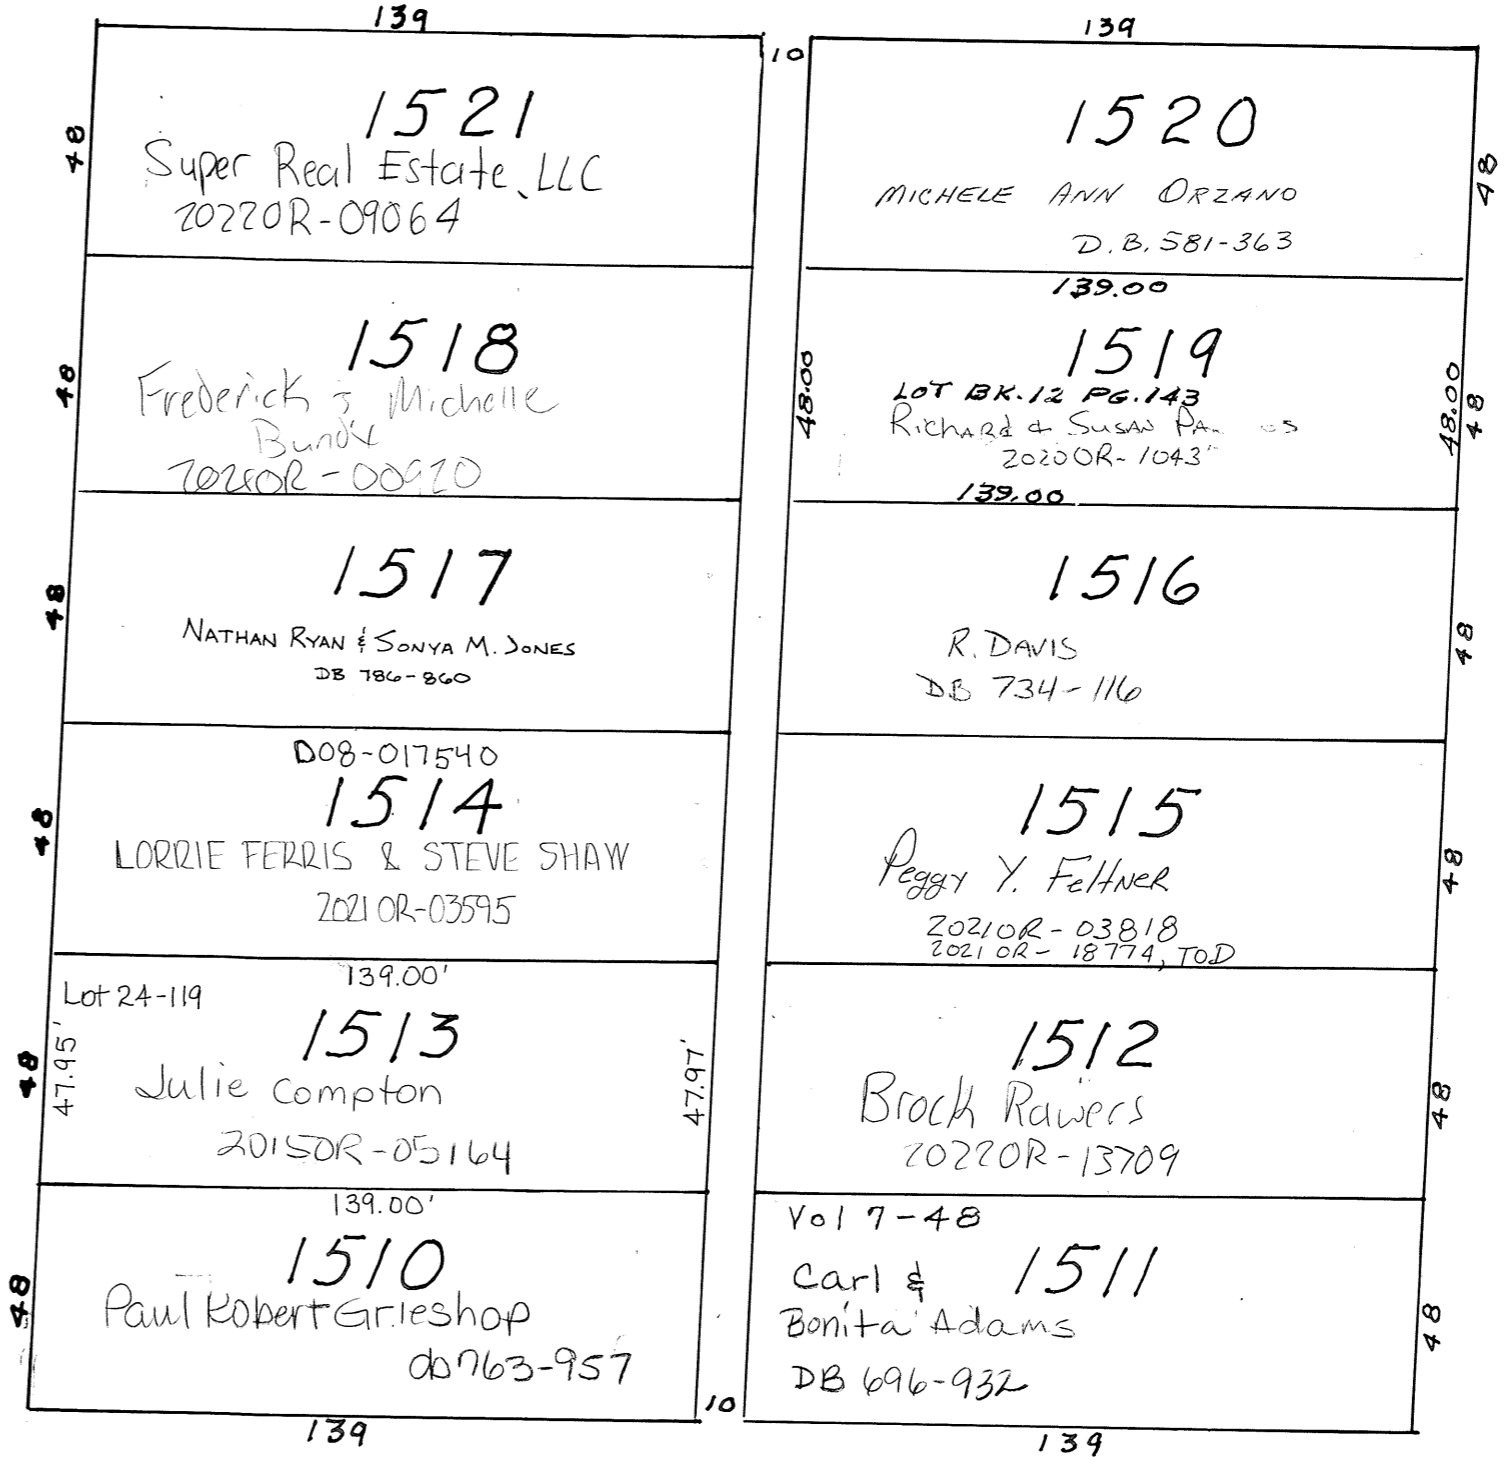 139
139
10
48
1521
Super Real Estate, LLC
2022OR-09064
1520
MICHELE ANN ORZANO
D.B. 581-363
48
48
1518
Frederick & Michelle
Bundy
139.00
48.00
1519
LOT BK.12 PG.143
Richard & Susan
2020OR-1043
139.00
48.00
48
48
1517
NATHAN RYAN & SONYA M. JONES
DB 786-860
1516
R. DAVIS
DB 734-116
48
48
D08-017540
1514
LORRIE FERRIS & STEVE SHAW
2021OR-03595
1515
Peggy Y. Feltner
2021OR-03818
2021OR-18774, TOD
48
48
47.95'
Lot 24-119
139.00'
1513
Julie Compton
2015OR-05164
47.97'
1512
Brock Rawers
2022OR-13709
48
48
139.00'
1510
Paul Robert Grieshop
db763-957
Vol 7-48
1511
Carl &
Bonita Adams
DB 696-932
48
10
139
139